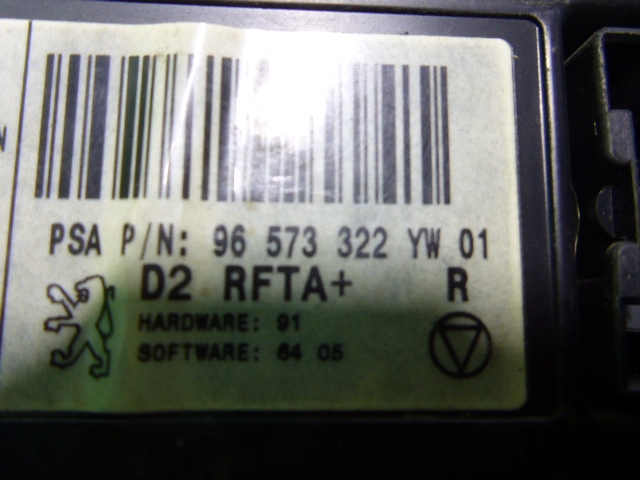 PSA P/N: 96 573 322 YW 01
D2 RFTA+ R
HARDWARE: 91
SOFTWARE: 64 05